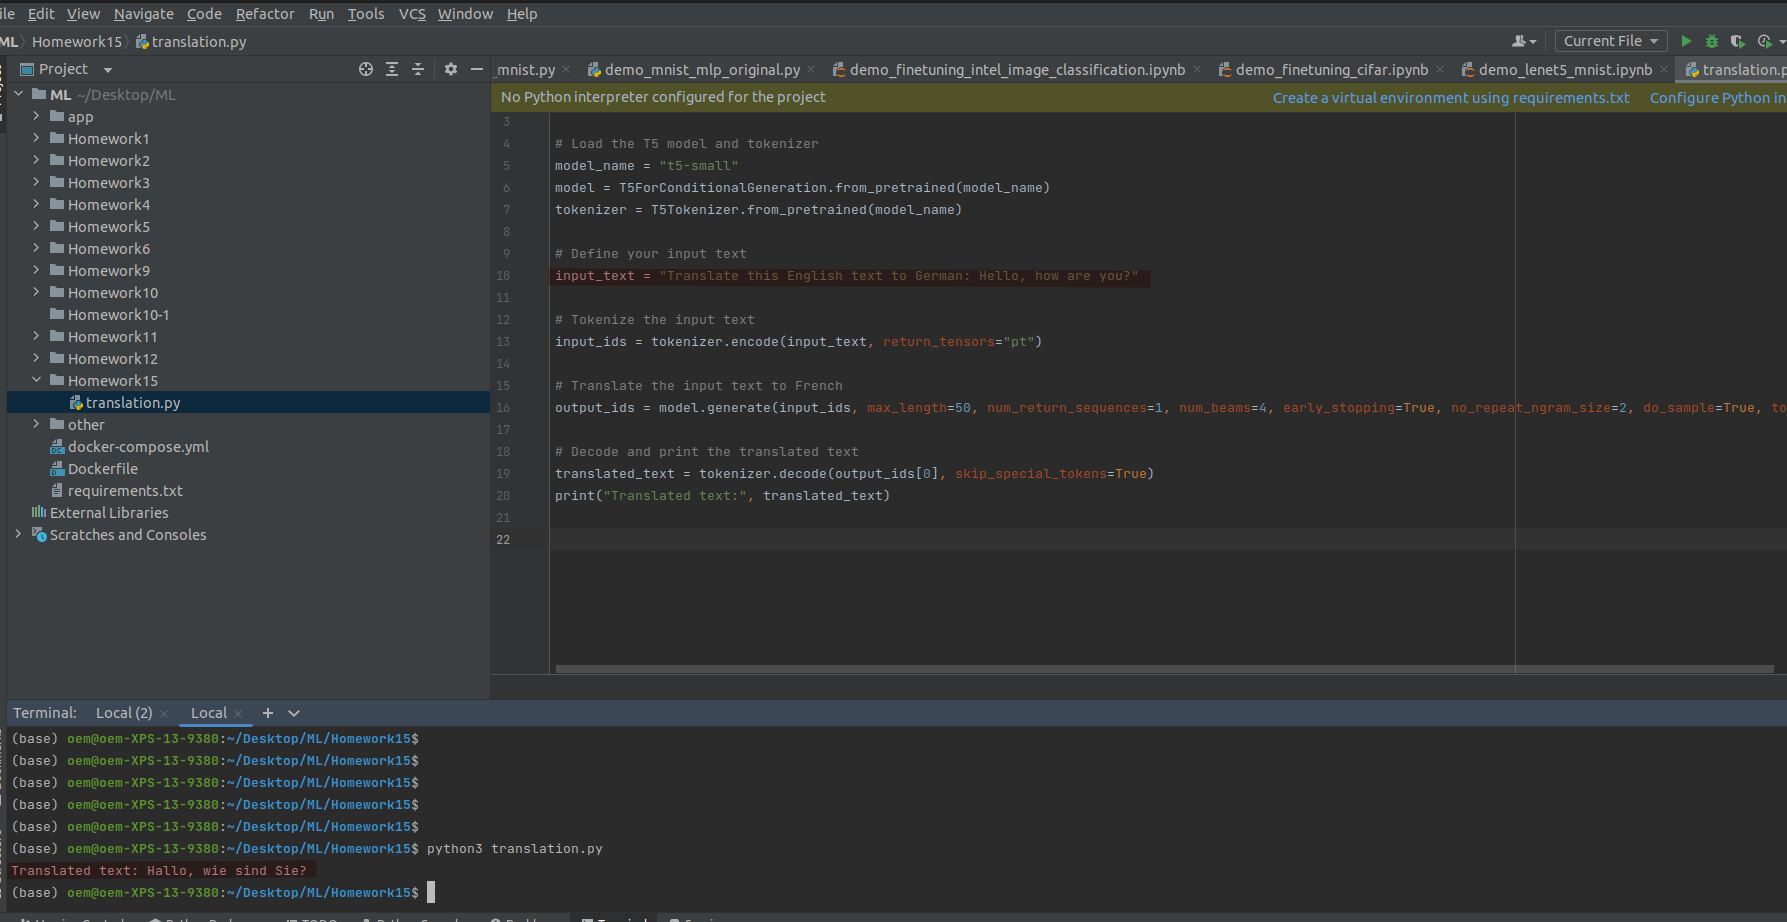 ile Edit View Navigate Code Refactor Run Tools VCS Window Help
ML Homework15 translation.py
Current File
Project
_mnist.py demo_mnist_mlp_original.py demo_finetuning_intel_image_classification.ipynb demo_finetuning_cifar.ipynb demo_lenet5_mnist.ipynb translation.p
No Python interpreter configured for the project Create a virtual environment using requirements.txt Configure Python in
ML ~/Desktop/ML
app
Homework1
Homework2
Homework3
Homework4
Homework5
Homework6
Homework9
Homework10
Homework10-1
Homework11
Homework12
Homework15
translation.py
other
docker-compose.yml
Dockerfile
requirements.txt
External Libraries
Scratches and Consoles
3
4 # Load the T5 model and tokenizer
5 model_name = "t5-small"
6 model = T5ForConditionalGeneration.from_pretrained(model_name)
7 tokenizer = T5Tokenizer.from_pretrained(model_name)
8
9 # Define your input text
10 input_text = "Translate this English text to German: Hello, how are you?"
11
12 # Tokenize the input text
13 input_ids = tokenizer.encode(input_text, return_tensors="pt")
14
15 # Translate the input text to French
16 output_ids = model.generate(input_ids, max_length=50, num_return_sequences=1, num_beams=4, early_stopping=True, no_repeat_ngram_size=2, do_sample=True, to
17
18 # Decode and print the translated text
19 translated_text = tokenizer.decode(output_ids[0], skip_special_tokens=True)
20 print("Translated text:", translated_text)
21
22
Terminal: Local (2) Local
(base) oem@oem-XPS-13-9380:~/Desktop/ML/Homework15$
(base) oem@oem-XPS-13-9380:~/Desktop/ML/Homework15$
(base) oem@oem-XPS-13-9380:~/Desktop/ML/Homework15$
(base) oem@oem-XPS-13-9380:~/Desktop/ML/Homework15$
(base) oem@oem-XPS-13-9380:~/Desktop/ML/Homework15$
(base) oem@oem-XPS-13-9380:~/Desktop/ML/Homework15$ python3 translation.py
Translated text: Hallo, wie sind Sie?
(base) oem@oem-XPS-13-9380:~/Desktop/ML/Homework15$